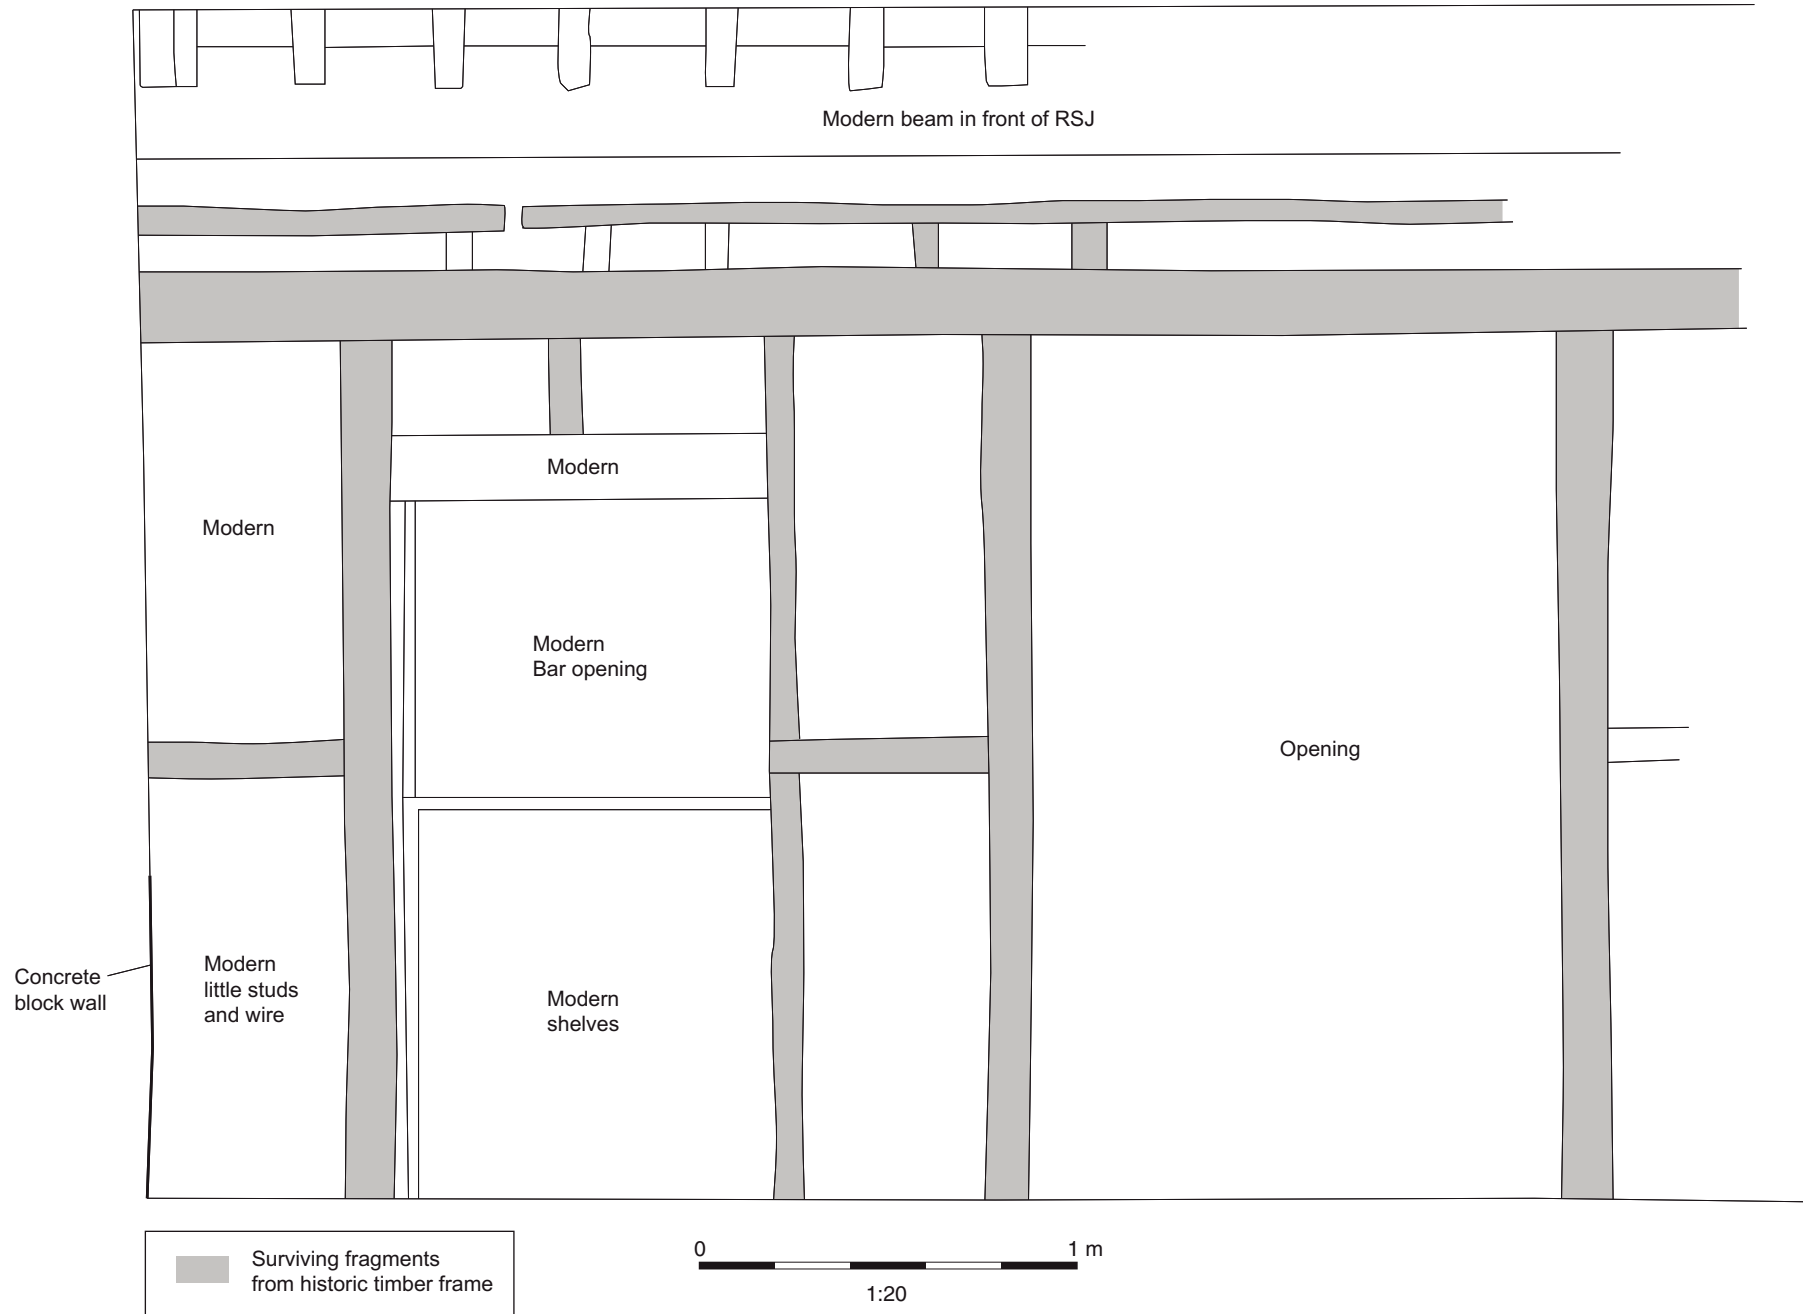 Modern beam in front of RSJ
Modern
Modern
Modern
Bar opening
Opening
Concrete
block wall
Modern
little studs
and wire
Modern
shelves
Surviving fragments
from historic timber frame
0
1 m
1:20